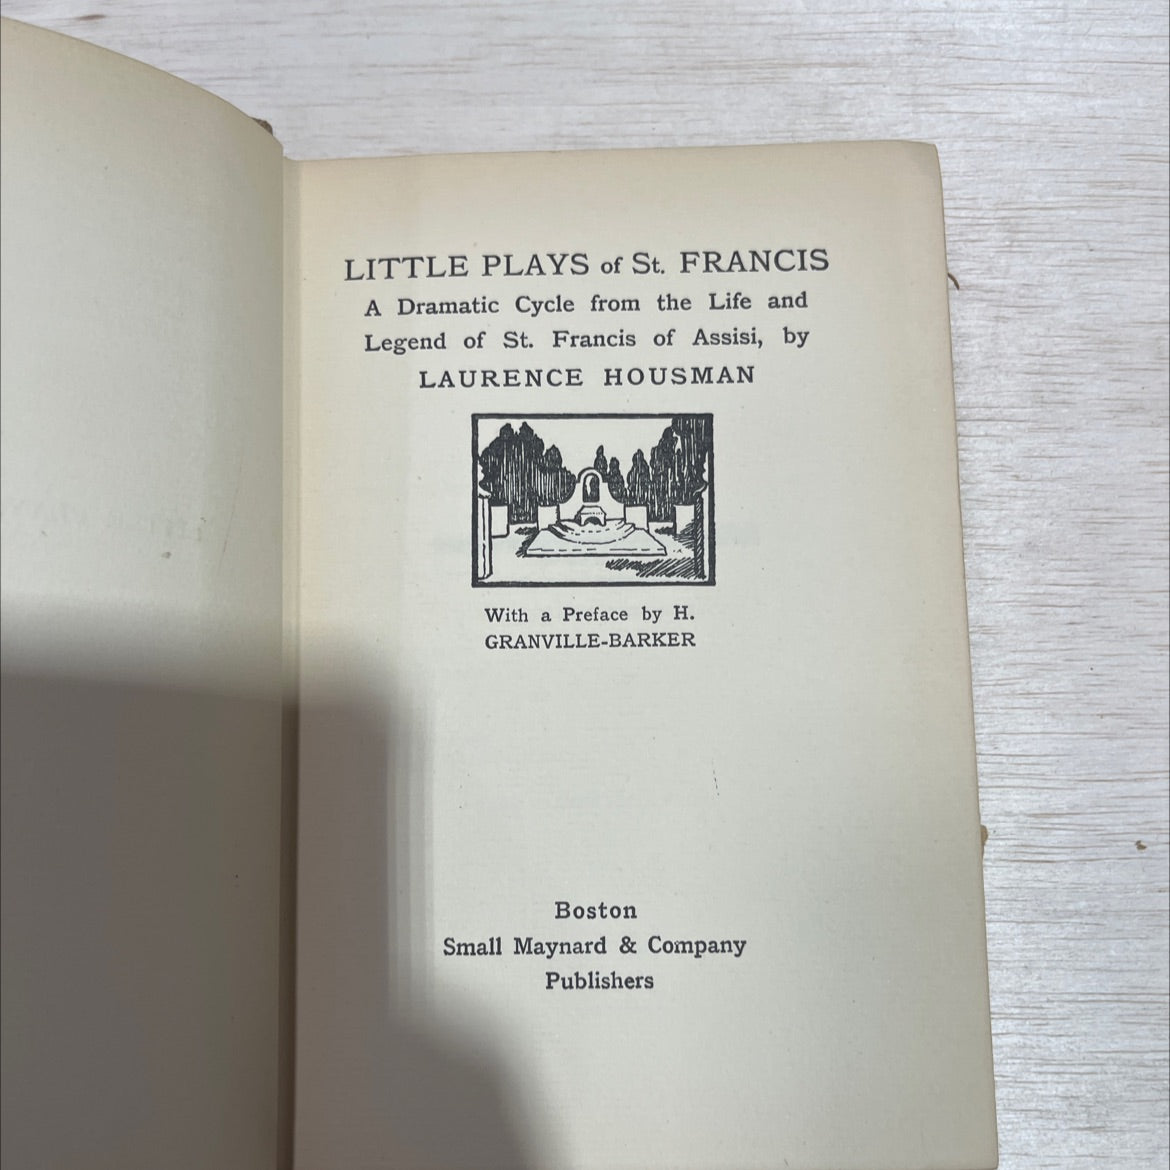 LITTLE PLAYS of St. FRANCIS
A Dramatic Cycle from the Life and
Legend of St. Francis of Assisi, by
LAURENCE HOUSMAN
With a Preface by H.
GRANVILLE-BARKER
Boston
Small Maynard & Company
Publishers